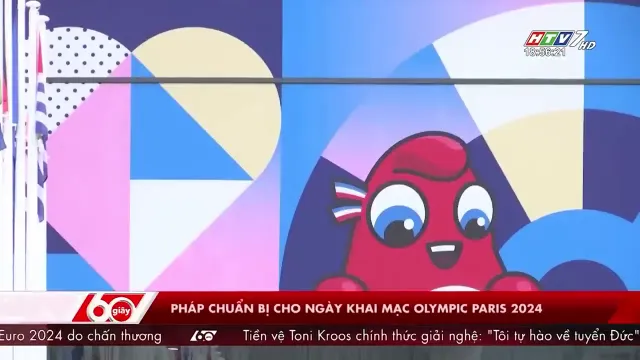 HTV7 HD
18:56:21
60 giây
PHÁP CHUẨN BỊ CHO NGÀY KHAI MẠC OLYMPIC PARIS 2024
Euro 2024 do chấn thương 60 giây Tiền vệ Toni Kroos chính thức giải nghệ: "Tôi tự hào về tuyển Đức"